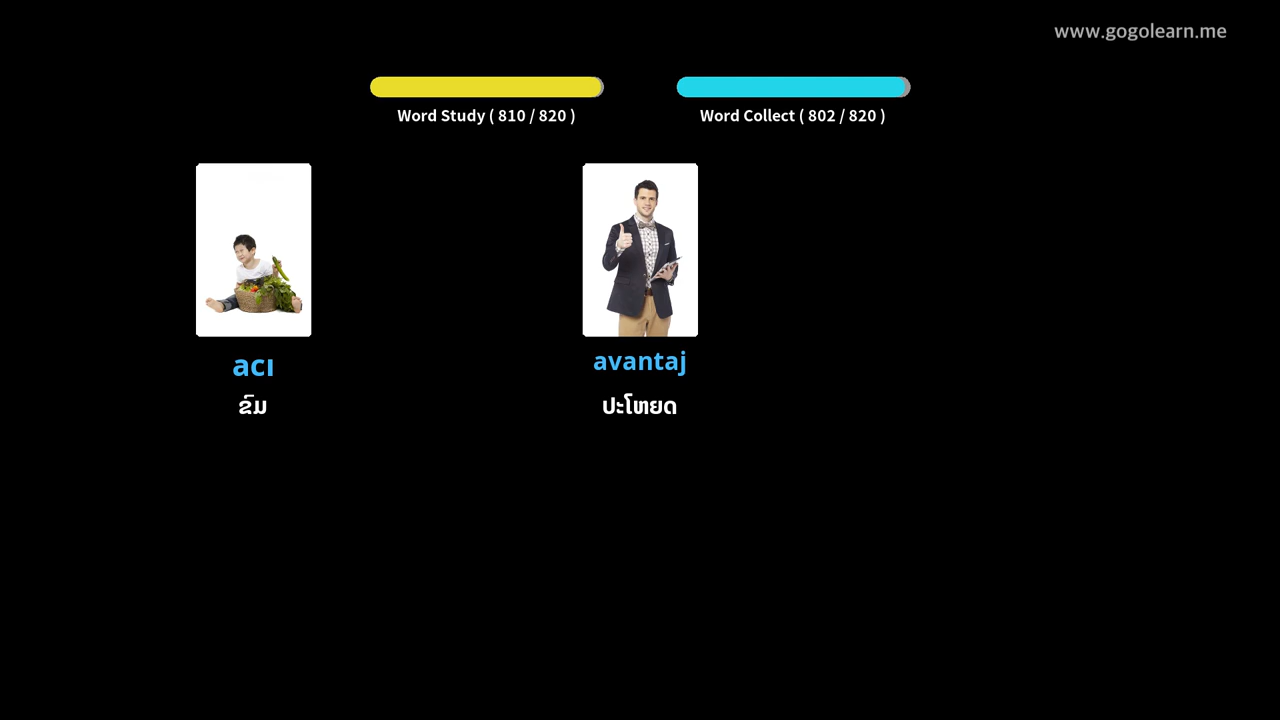 www.gogolearn.me
Word Study ( 810 / 820 )
Word Collect ( 802 / 820 )
acı
avantaj
ຂົມ
ປະໂຫຍດ